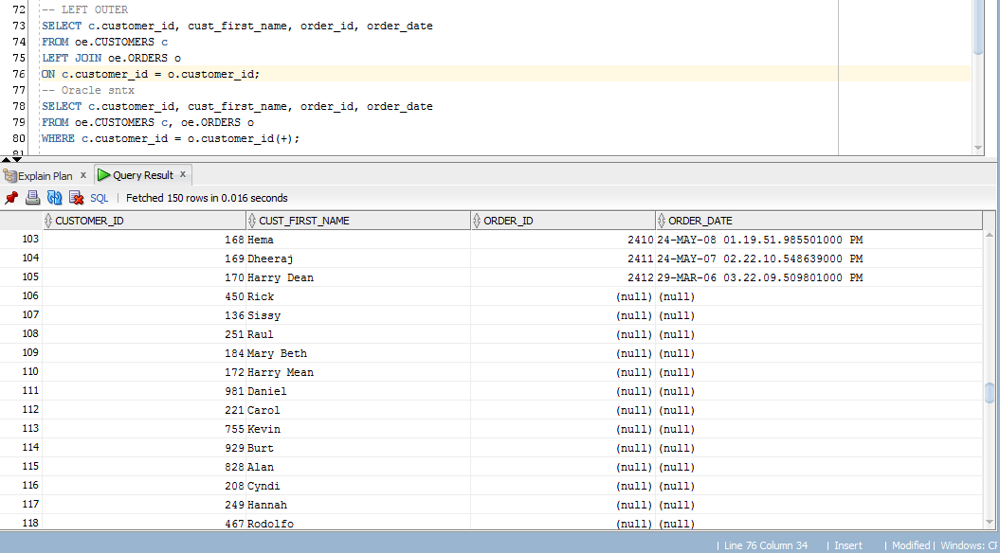 72 -- LEFT OUTER
73 SELECT c.customer_id, cust_first_name, order_id, order_date
74 FROM oe.CUSTOMERS c
75 LEFT JOIN oe.ORDERS o
76 ON c.customer_id = o.customer_id;
77 -- Oracle sntx
78 SELECT c.customer_id, cust_first_name, order_id, order_date
79 FROM oe.CUSTOMERS c, oe.ORDERS o
80 WHERE c.customer_id = o.customer_id(+);
81
Explain Plan x Query Result x
SQL | Fetched 150 rows in 0.016 seconds
CUSTOMER_ID CUST_FIRST_NAME ORDER_ID ORDER_DATE
103 168 Hema 2410 24-MAY-08 01.19.51.985501000 PM
104 169 Dheeraj 2411 24-MAY-07 02.22.10.548639000 PM
105 170 Harry Dean 2412 29-MAR-06 03.22.09.509801000 PM
106 450 Rick (null) (null)
107 136 Sissy (null) (null)
108 251 Raul (null) (null)
109 184 Mary Beth (null) (null)
110 172 Harry Mean (null) (null)
111 981 Daniel (null) (null)
112 221 Carol (null) (null)
113 755 Kevin (null) (null)
114 929 Burt (null) (null)
115 828 Alan (null) (null)
116 208 Cyndi (null) (null)
117 249 Hannah (null) (null)
118 467 Rodolfo (null) (null)
| Line 76 Column 34 | Insert | Modified | Windows: